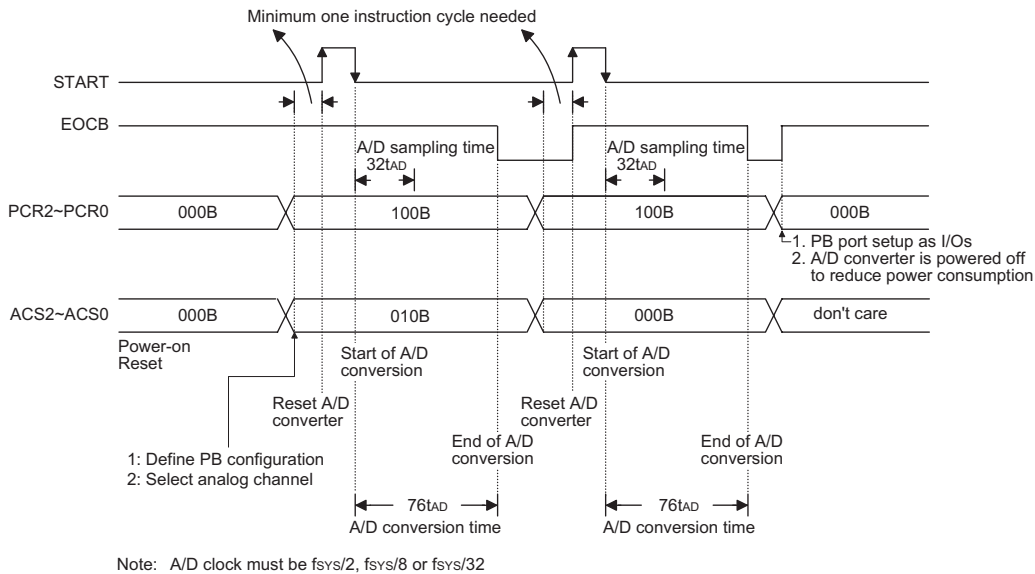 Minimum one instruction cycle needed
START
EOCB
A/D sampling time
32tAD
A/D sampling time
32tAD
PCR2~PCR0
000B
100B
100B
000B
1. PB port setup as I/Os
2. A/D converter is powered off
to reduce power consumption
ACS2~ACS0
000B
010B
000B
don't care
Power-on
Reset
Start of A/D
conversion
Start of A/D
conversion
Reset A/D
converter
Reset A/D
converter
1: Define PB configuration
2: Select analog channel
End of A/D
conversion
End of A/D
conversion
76tAD
A/D conversion time
76tAD
A/D conversion time
Note: A/D clock must be fSYS/2, fSYS/8 or fSYS/32